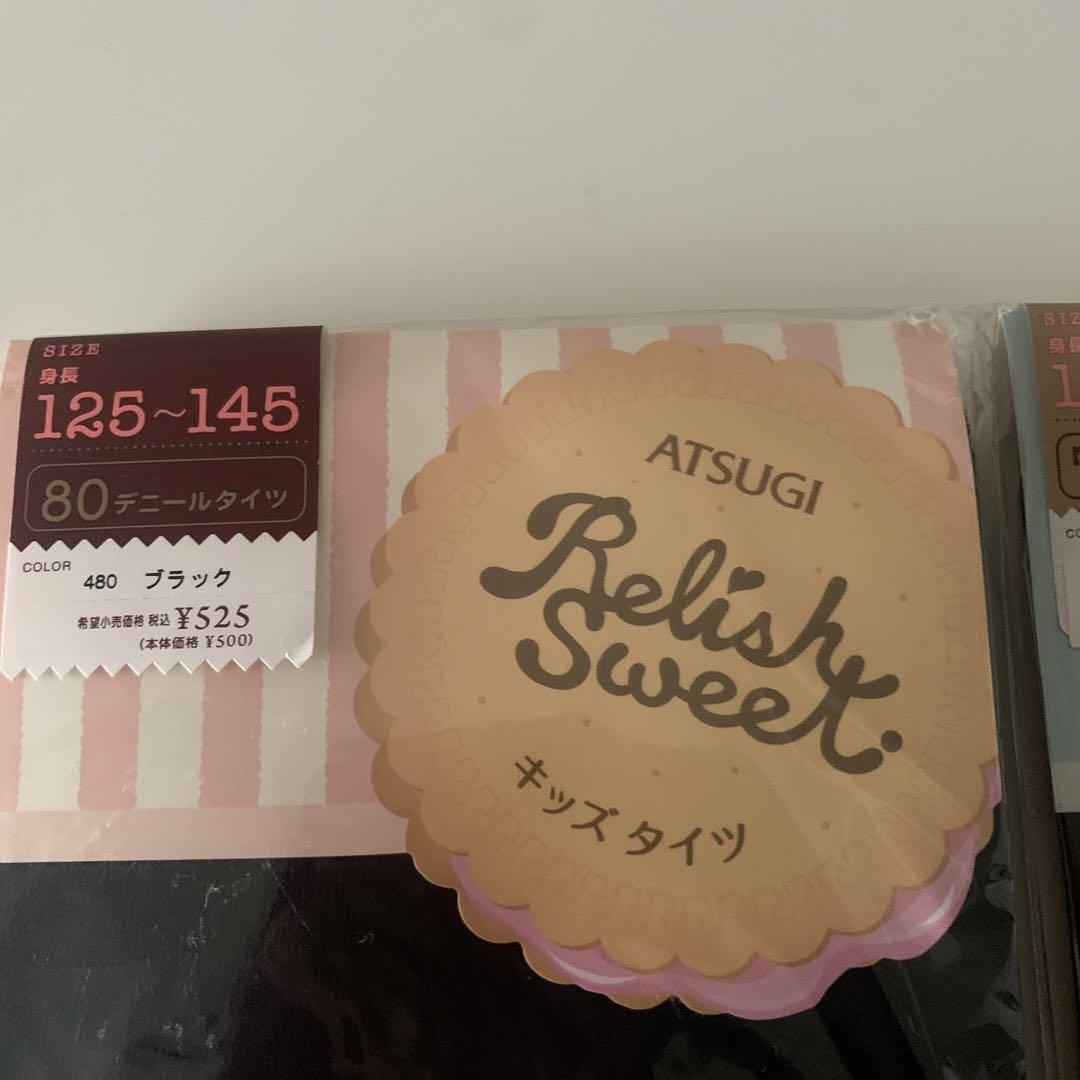 SIZE
身長
125~145
80デニールタイツ
COLOR
480 ブラック
希望小売価格 税込 ¥525
(本体価格 ¥500)
ATSUGI
Relish
Sweet.
キッズ タイツ
身長
1